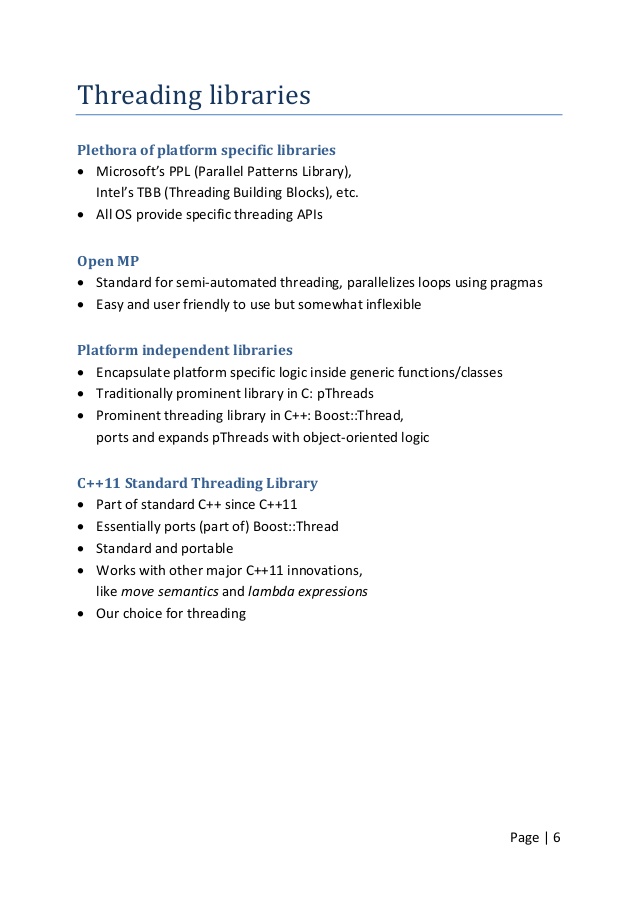 Threading libraries
Plethora of platform specific libraries
• Microsoft’s PPL (Parallel Patterns Library),
Intel’s TBB (Threading Building Blocks), etc.
• All OS provide specific threading APIs
Open MP
• Standard for semi-automated threading, parallelizes loops using pragmas
• Easy and user friendly to use but somewhat inflexible
Platform independent libraries
• Encapsulate platform specific logic inside generic functions/classes
• Traditionally prominent library in C: pThreads
• Prominent threading library in C++: Boost::Thread,
ports and expands pThreads with object-oriented logic
C++11 Standard Threading Library
• Part of standard C++ since C++11
• Essentially ports (part of) Boost::Thread
• Standard and portable
• Works with other major C++11 innovations,
like move semantics and lambda expressions
• Our choice for threading
Page | 6